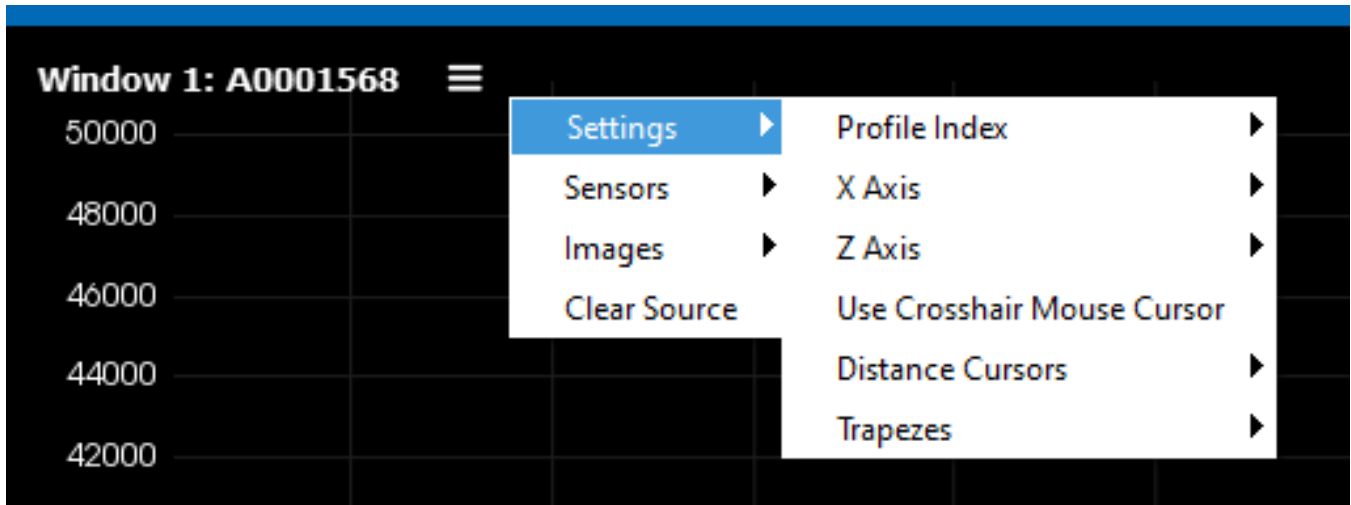 Window 1: A0001568
50000
48000
46000
44000
42000
Settings
Sensors
Images
Clear Source
Profile Index
X Axis
Z Axis
Use Crosshair Mouse Cursor
Distance Cursors
Trapezes